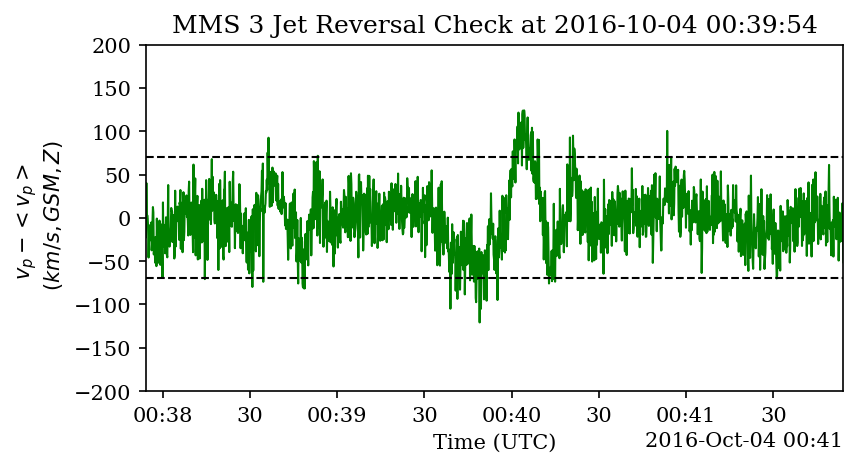 MMS 3 Jet Reversal Check at 2016-10-04 00:39:54
v_p − < v_p >
(km/s, GSM, Z)
200
150
100
50
0
−50
−100
−150
−200
00:38 30 00:39 30 00:40 30 00:41 30
Time (UTC) 2016-Oct-04 00:41